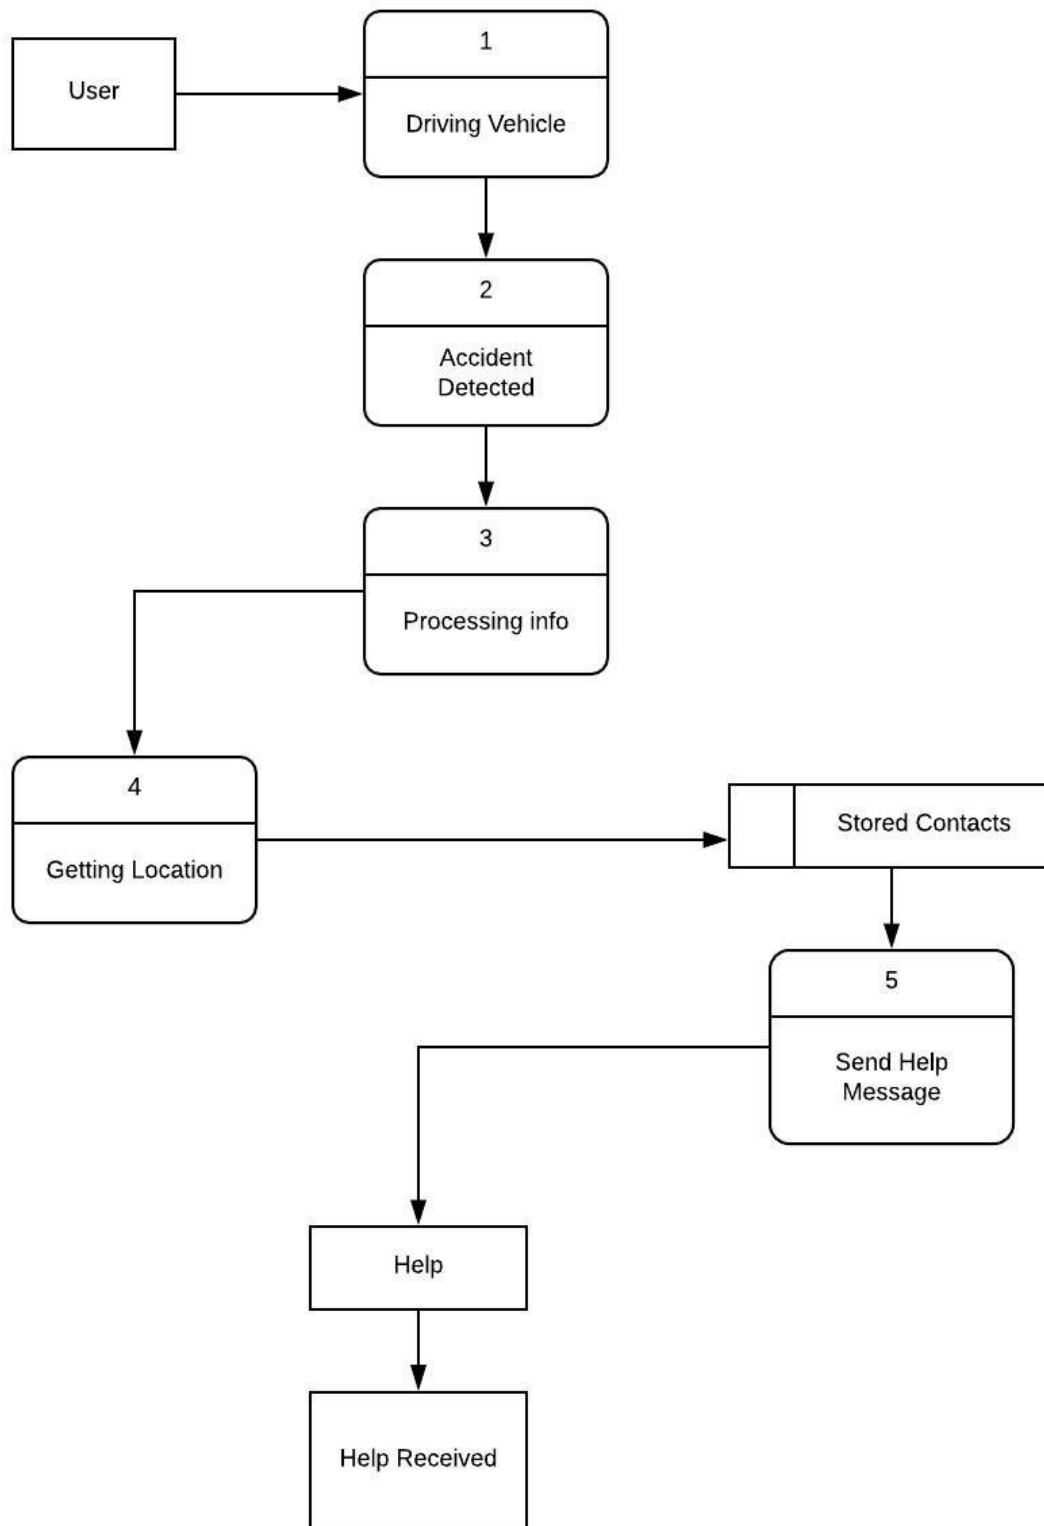 User
1
Driving Vehicle
2
Accident
Detected
3
Processing info
4
Getting Location
Stored Contacts
5
Send Help
Message
Help
Help Received